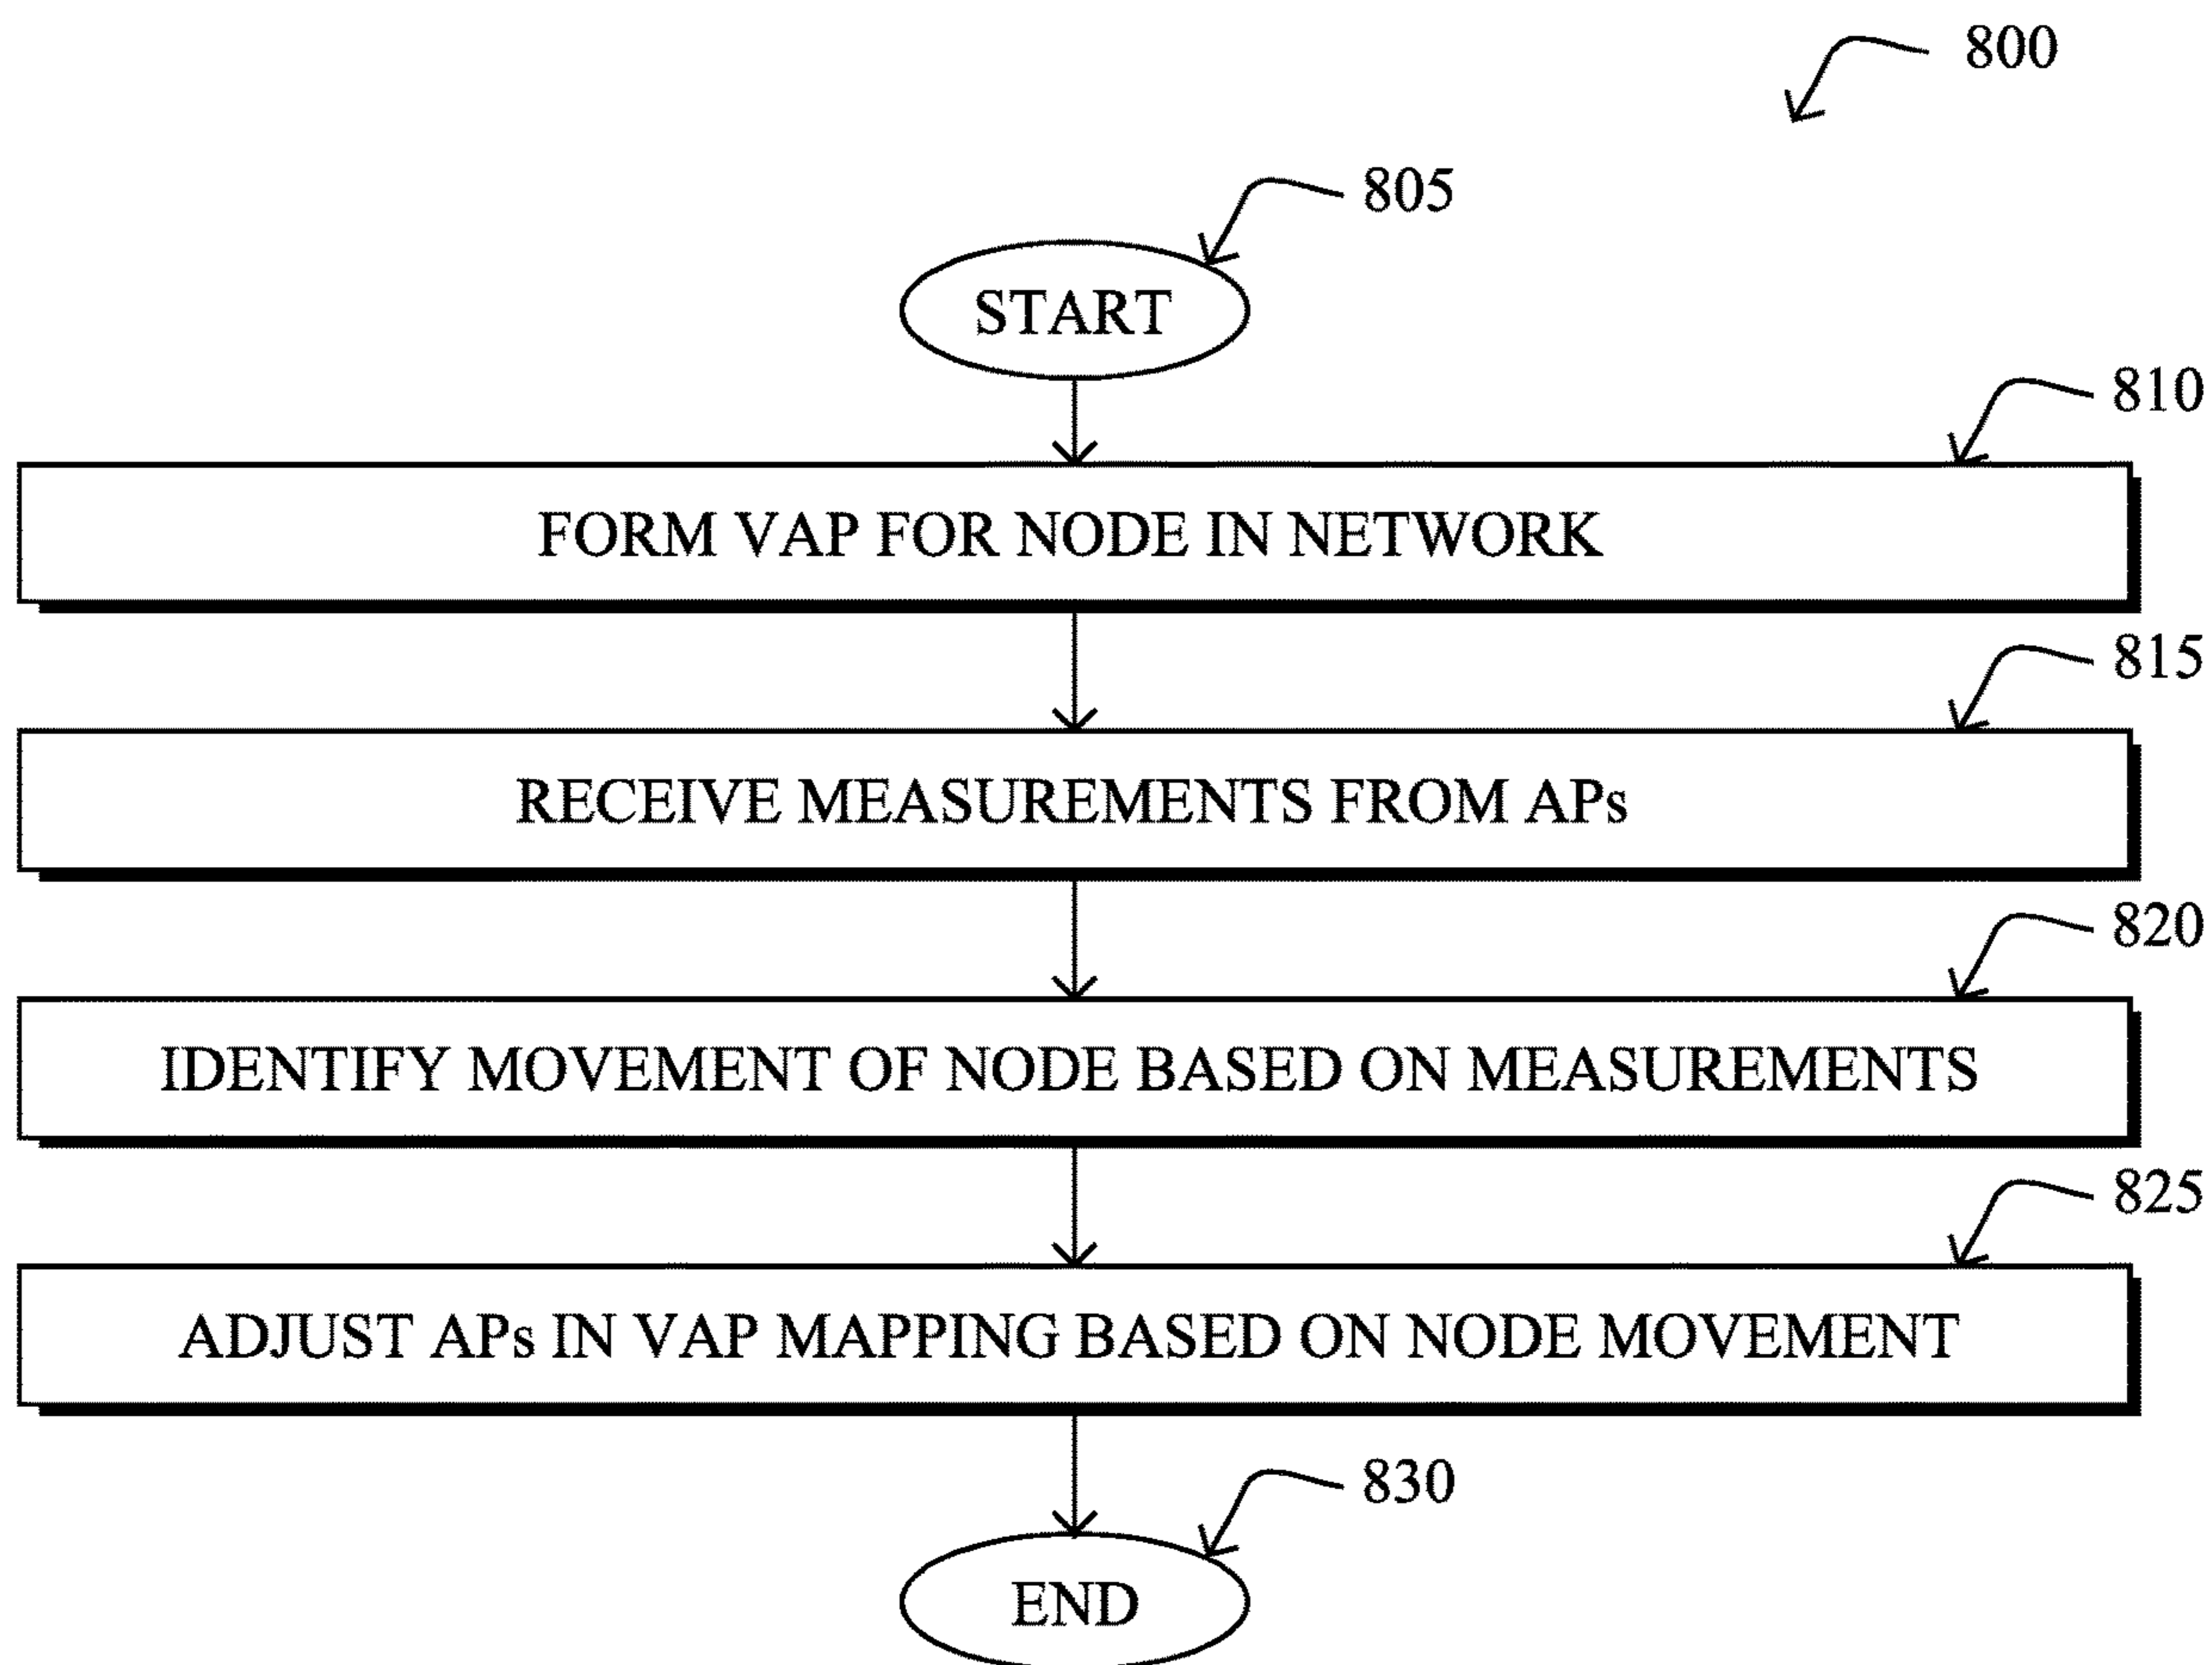 800
805
START
810
FORM VAP FOR NODE IN NETWORK
815
RECEIVE MEASUREMENTS FROM APs
820
IDENTIFY MOVEMENT OF NODE BASED ON MEASUREMENTS
825
ADJUST APs IN VAP MAPPING BASED ON NODE MOVEMENT
830
END